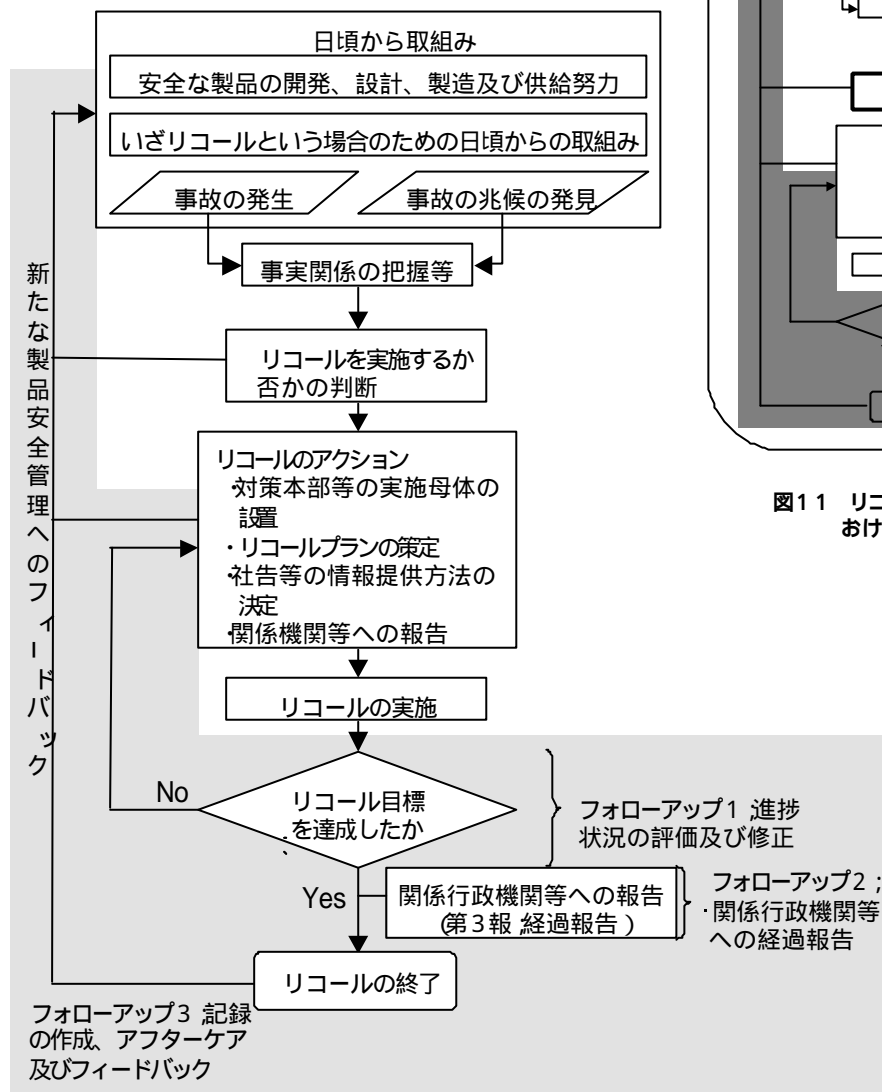 日頃から取組み
安全な製品の開発、設計、製造及び供給努力
いざリコールという場合のための日頃からの取組み
事故の発生
事故の兆候の発見
事実関係の把握等
リコールを実施するか
否かの判断
リコールのアクション
・対策本部等の実施母体の
設置
・リコールプランの策定
・社告等の情報提供方法の
決定
・関係機関等への報告
リコールの実施
リコール目標
を達成したか
No
Yes
フォローアップ1;進捗
状況の評価及び修正
関係行政機関等への報告
(第3報;経過報告)
フォローアップ2;
・関係行政機関等
への経過報告
リコールの終了
フォローアップ3;記録
の作成、アフターケア
及びフィードバック
新たな製品安全管理へのフィードバック
図11 リコ
おけ